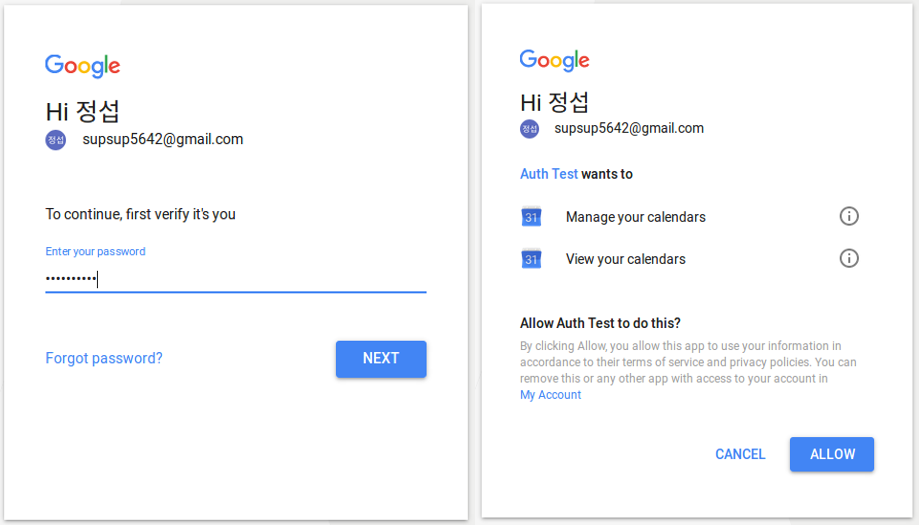 Google
Hi 정섭
정섭 supsup5642@gmail.com
To continue, first verify it's you
Enter your password
••••••••••
Forgot password?
NEXT
Google
Hi 정섭
정섭 supsup5642@gmail.com
Auth Test wants to
31 Manage your calendars
31 View your calendars
Allow Auth Test to do this?
By clicking Allow, you allow this app to use your information in
accordance to their terms of service and privacy policies. You can
remove this or any other app with access to your account in
My Account
CANCEL
ALLOW